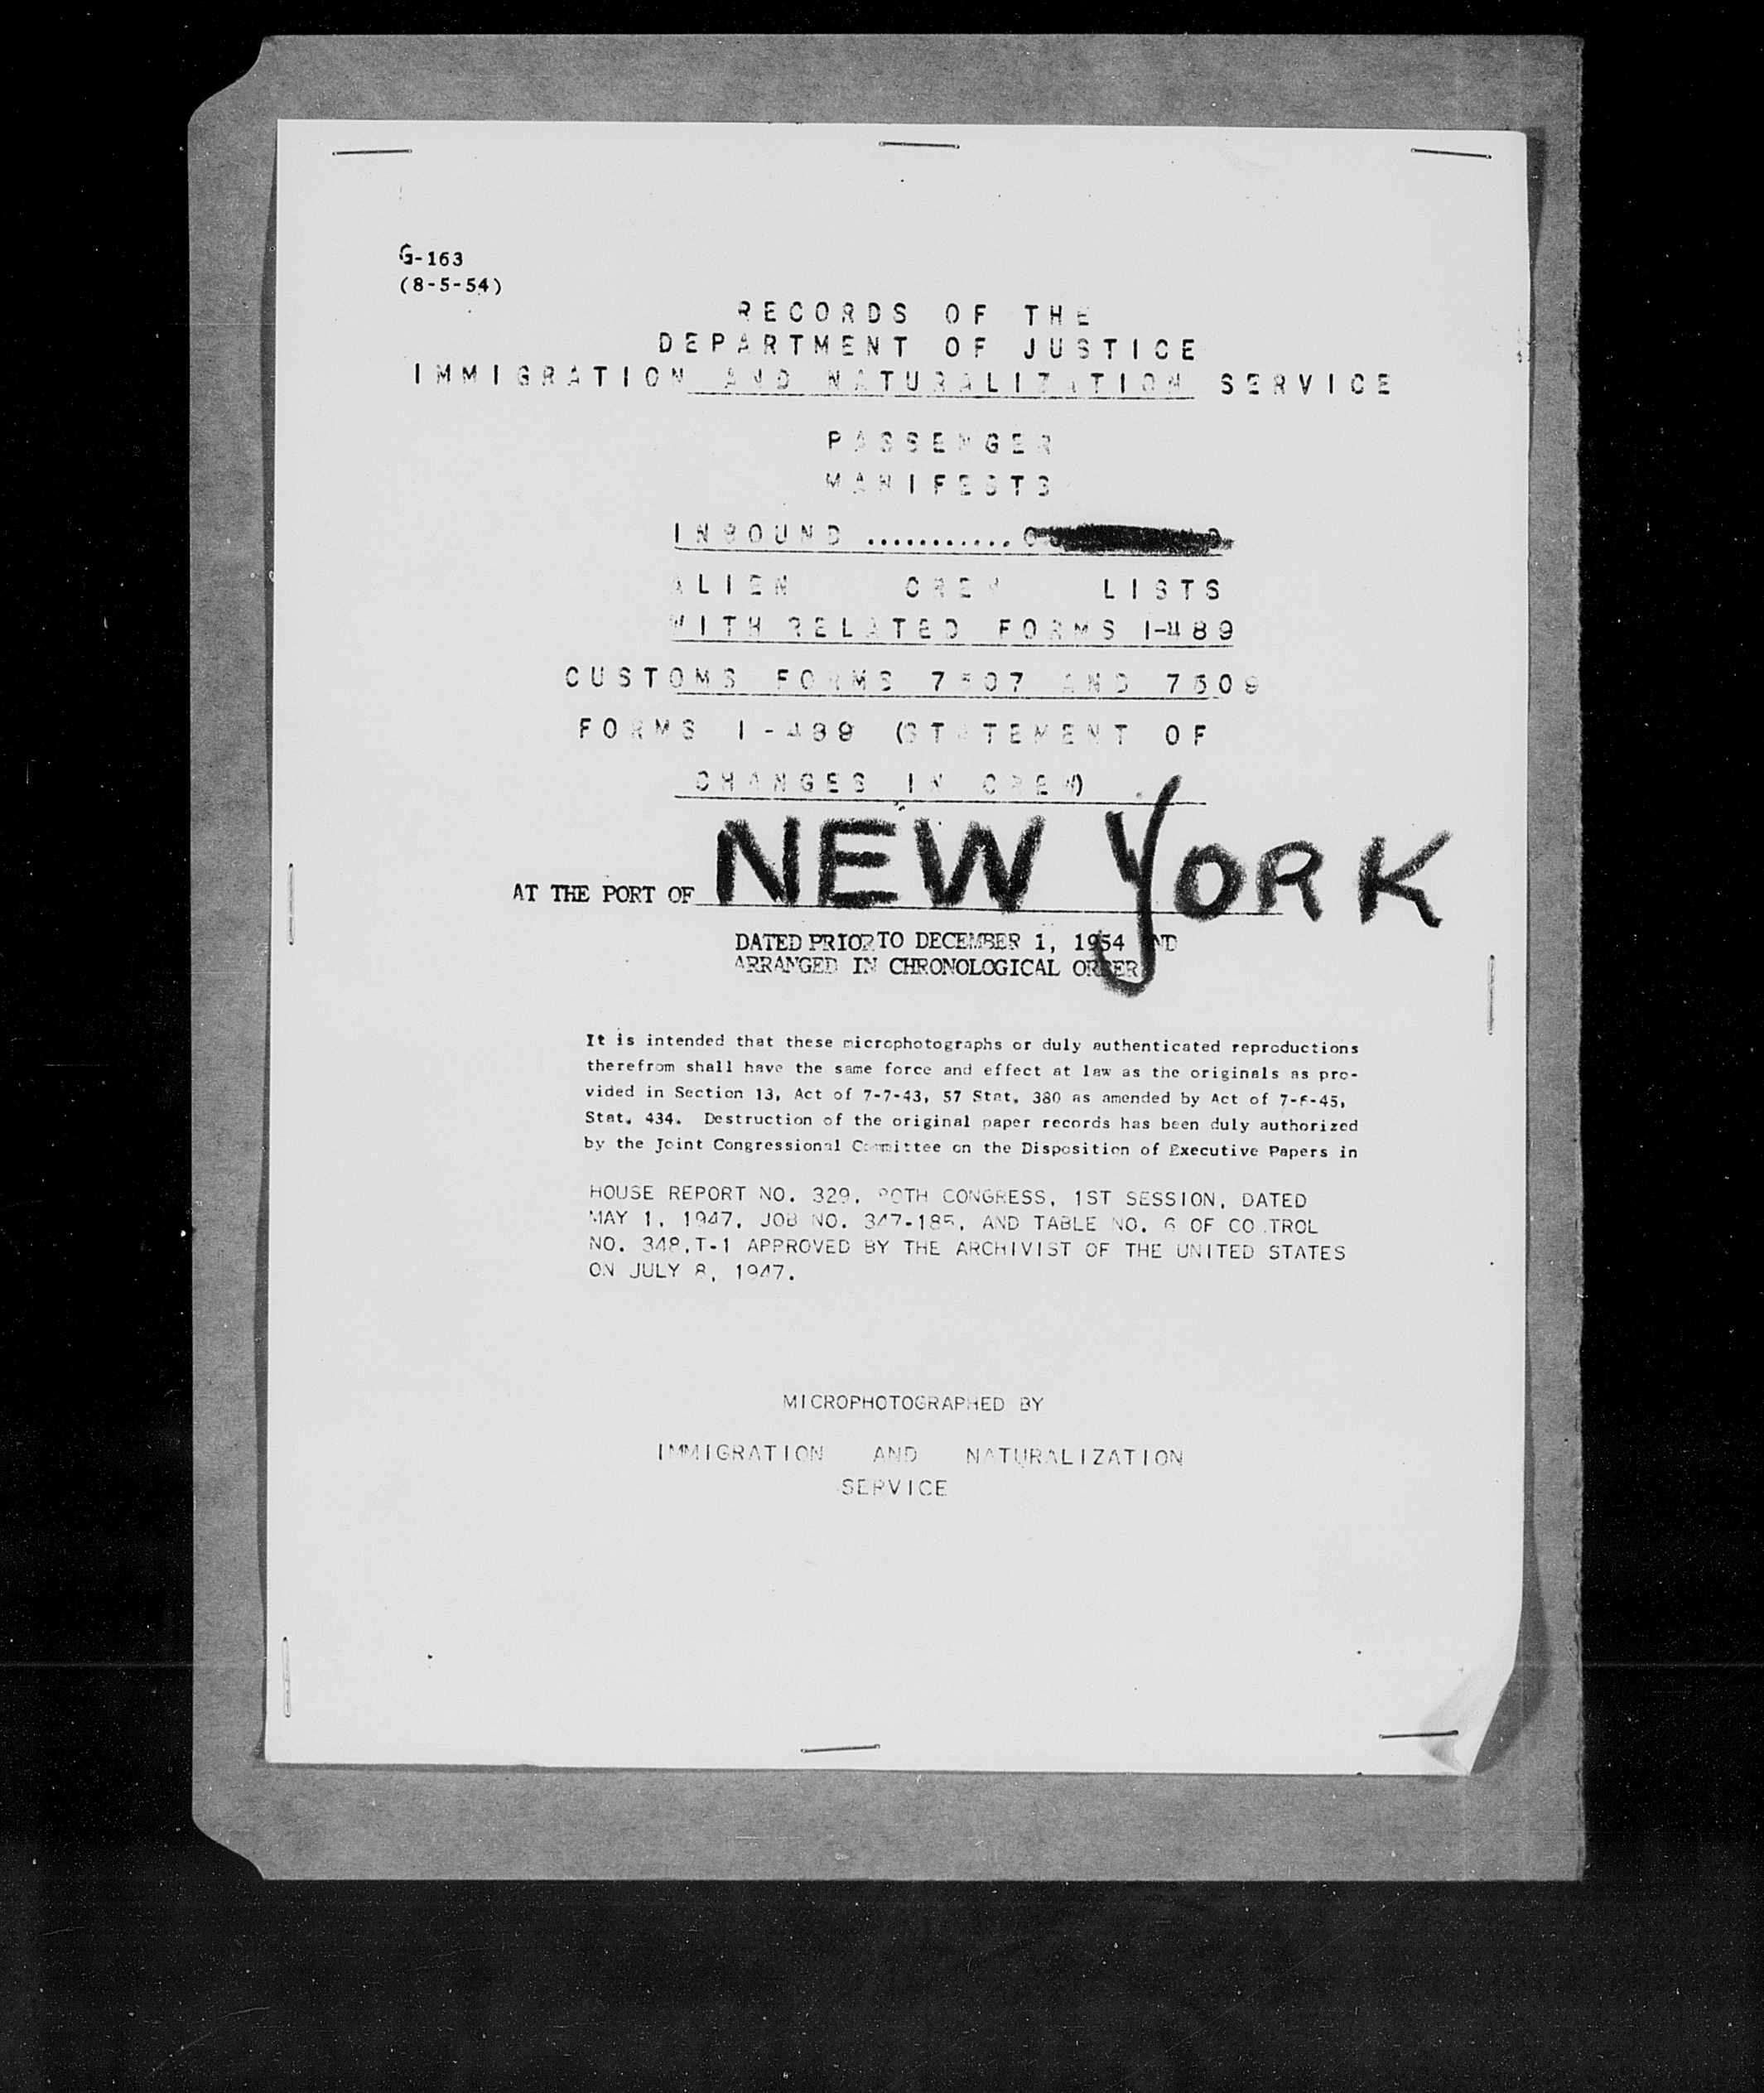 G-163
(8-5-54)
RECORDS OF THE
DEPARTMENT OF JUSTICE
IMMIGRATION AND NATURALIZATION SERVICE
PASSENGER
MANIFESTS
INBOUND ...........
ALIEN CREW LISTS
WITH RELATED FORMS I-489
CUSTOMS FORMS 7507 AND 7509
FORMS I-489 (STATEMENT OF
CHANGES IN CREW)
AT THE PORT OF NEW YORK
DATED PRIOR TO DECEMBER 1, 1954 AND
ARRANGED IN CHRONOLOGICAL ORDER
It is intended that these microphotographs or duly authenticated reproductions
therefrom shall have the same force and effect at law as the originals as pro-
vided in Section 13, Act of 7-7-43, 57 Stat. 380 as amended by Act of 7-6-45,
Stat. 434. Destruction of the original paper records has been duly authorized
by the Joint Congressional Committee on the Disposition of Executive Papers in
HOUSE REPORT NO. 329, 80TH CONGRESS, 1ST SESSION, DATED
MAY 1, 1947, JOB NO. 347-185, AND TABLE NO. 6 OF CO TROL
NO. 348,T-1 APPROVED BY THE ARCHIVIST OF THE UNITED STATES
ON JULY 8, 1947.
MICROPHOTOGRAPHED BY
IMMIGRATION AND NATURALIZATION
SERVICE